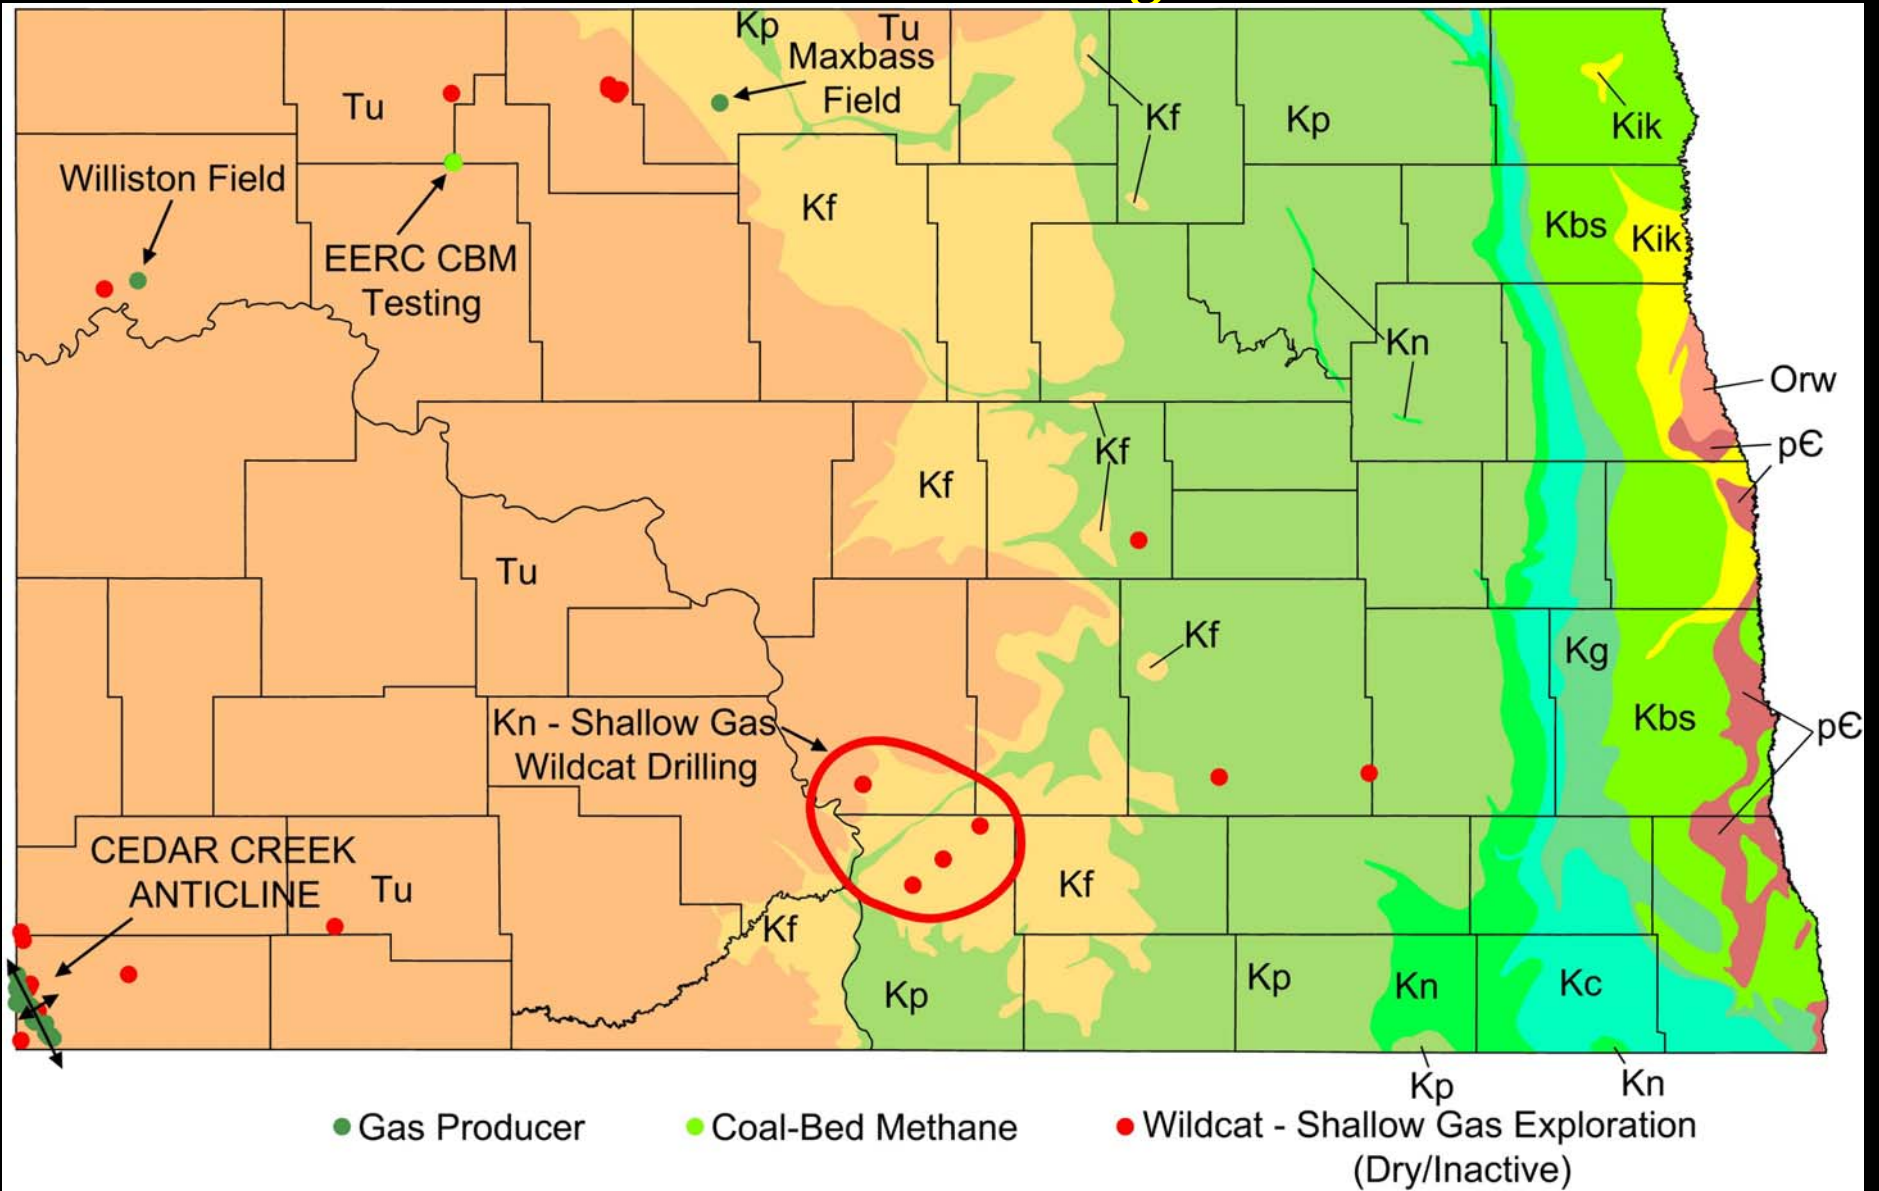 Kp
Tu
Maxbass
Field
Tu
Kf
Kp
Kik
Williston Field
Kf
Kbs
Kik
EERC CBM
Testing
Kn
Orw
Kf
pЄ
Kf
Tu
Kf
Kg
Kn - Shallow Gas
Wildcat Drilling
Kbs
pЄ
CEDAR CREEK
ANTICLINE
Tu
Kf
Kf
Kp
Kp
Kn
Kc
Kp
Kn
Gas Producer
Coal-Bed Methane
Wildcat - Shallow Gas Exploration
(Dry/Inactive)